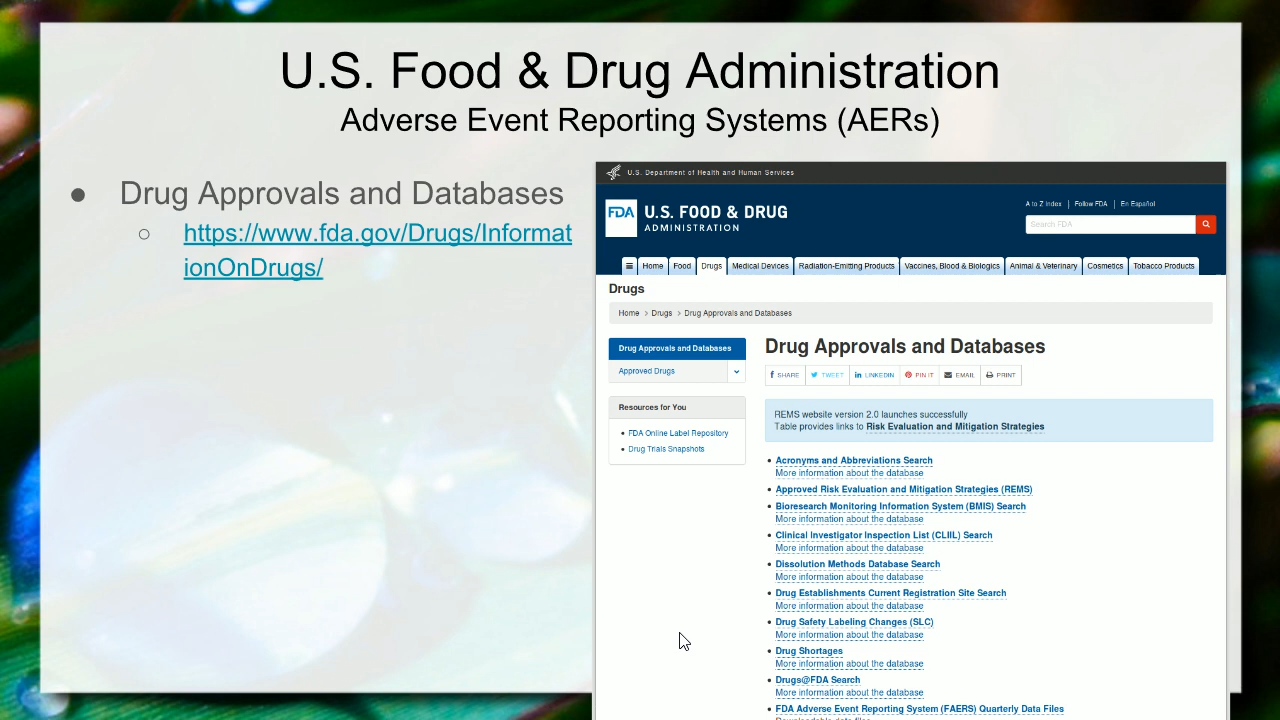 U.S. Food & Drug Administration
Adverse Event Reporting Systems (AERs)
● Drug Approvals and Databases
○ https://www.fda.gov/Drugs/Informat
ionOnDrugs/
U.S. Department of Health and Human Services
FDA U.S. FOOD & DRUG
ADMINISTRATION
A to Z Index | Follow FDA | En Español
Search FDA
Home Food Drugs Medical Devices Radiation-Emitting Products Vaccines, Blood & Biologics Animal & Veterinary Cosmetics Tobacco Products
Drugs
Home > Drugs > Drug Approvals and Databases
Drug Approvals and Databases
Approved Drugs
Resources for You
• FDA Online Label Repository
• Drug Trials Snapshots
Drug Approvals and Databases
SHARE TWEET LINKEDIN PIN IT EMAIL PRINT
REMS website version 2.0 launches successfully
Table provides links to Risk Evaluation and Mitigation Strategies
• Acronyms and Abbreviations Search
More information about the database
• Approved Risk Evaluation and Mitigation Strategies (REMS)
• Bioresearch Monitoring Information System (BMIS) Search
More information about the database
• Clinical Investigator Inspection List (CLIIL) Search
More information about the database
• Dissolution Methods Database Search
More information about the database
• Drug Establishments Current Registration Site Search
More information about the database
• Drug Safety Labeling Changes (SLC)
More information about the database
• Drug Shortages
More information about the database
• Drugs@FDA Search
More information about the database
• FDA Adverse Event Reporting System (FAERS) Quarterly Data Files